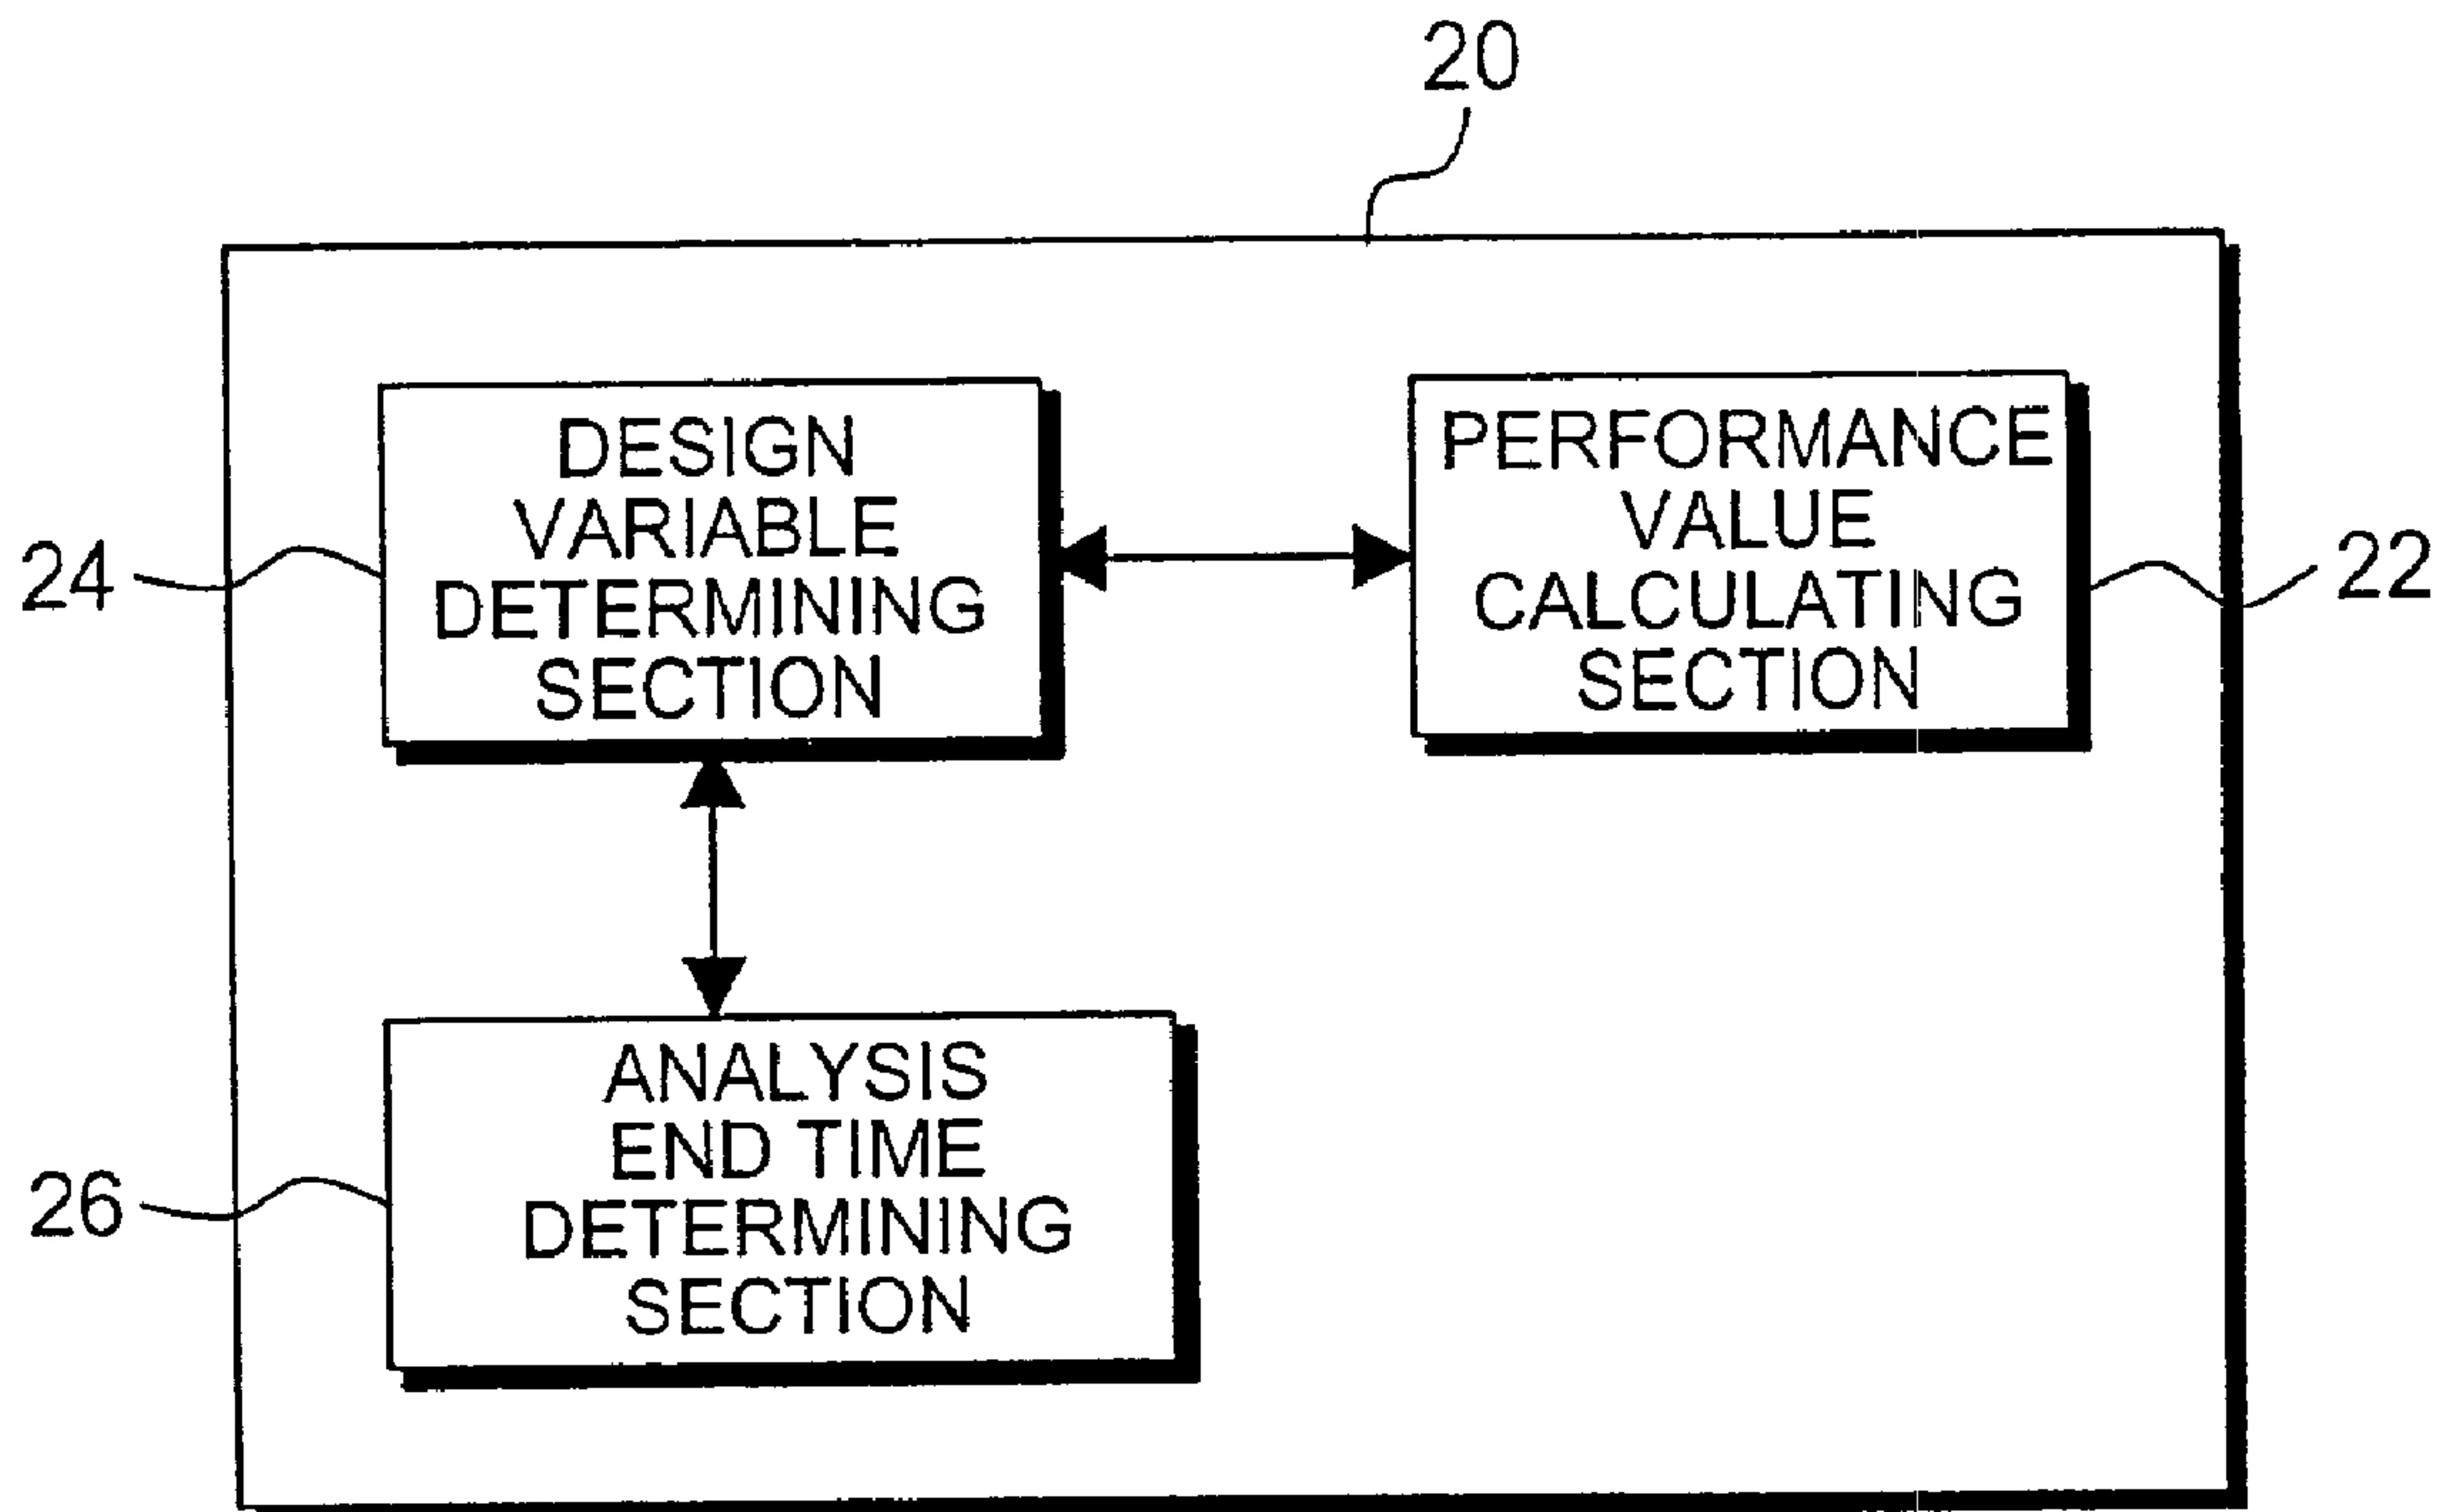 20
DESIGN
VARIABLE
DETERMINING
SECTION
PERFORMANCE
VALUE
CALCULATING
SECTION
24
22
ANALYSIS
END TIME
DETERMINING
SECTION
26